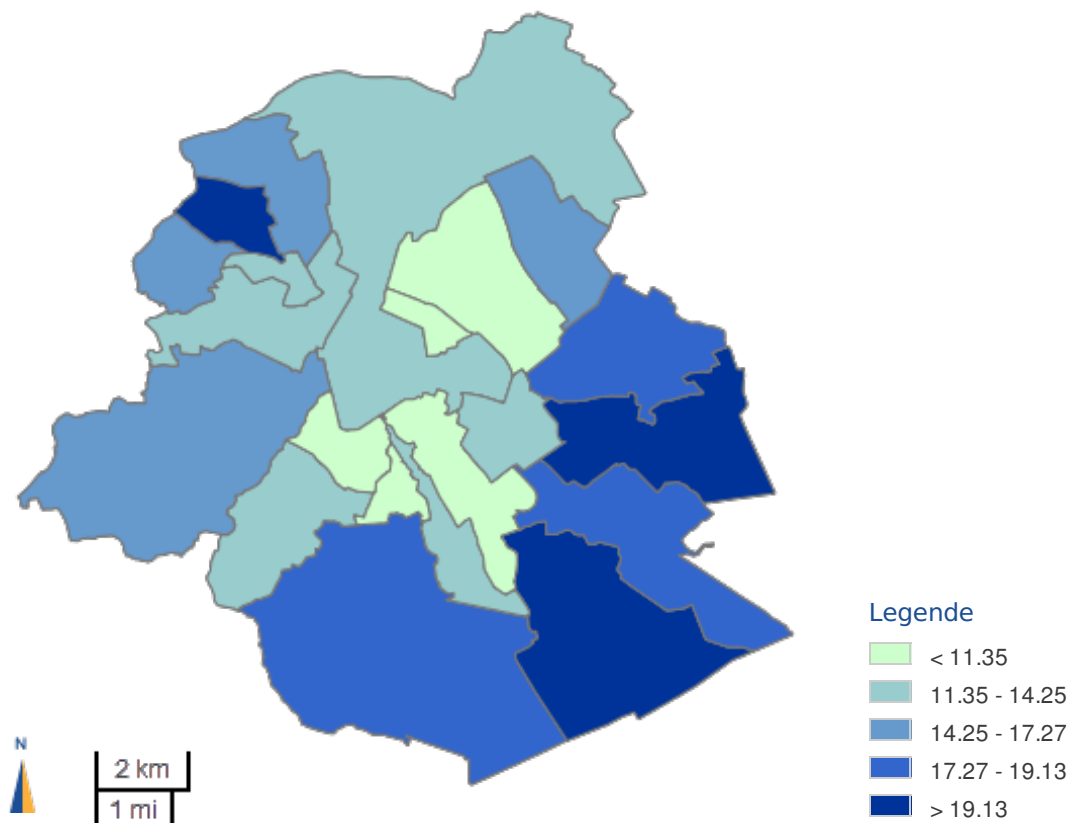 Legende
< 11.35
11.35 - 14.25
14.25 - 17.27
17.27 - 19.13
> 19.13
N
2 km
1 mi